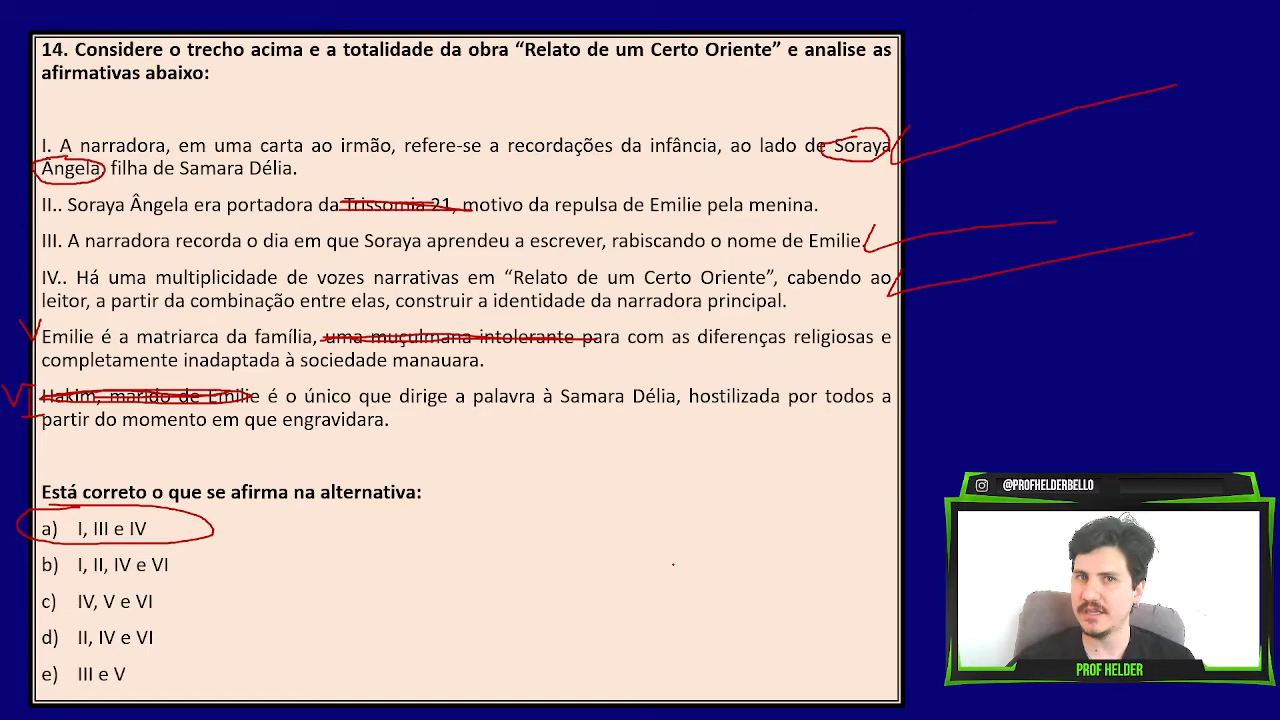 14. Considere o trecho acima e a totalidade da obra “Relato de um Certo Oriente” e analise as
afirmativas abaixo:
I. A narradora, em uma carta ao irmão, refere-se a recordações da infância, ao lado de Soraya
Angela, filha de Samara Délia.
II.. Soraya Ângela era portadora da Trissomia 21, motivo da repulsa de Emilie pela menina.
III. A narradora recorda o dia em que Soraya aprendeu a escrever, rabiscando o nome de Emilie.
IV.. Há uma multiplicidade de vozes narrativas em “Relato de um Certo Oriente”, cabendo ao
leitor, a partir da combinação entre elas, construir a identidade da narradora principal.
V Emilie é a matriarca da família, uma muçulmana intolerante para com as diferenças religiosas e
completamente inadaptada à sociedade manauara.
VI Hakim, marido de Emilie é o único que dirige a palavra à Samara Délia, hostilizada por todos a
partir do momento em que engravidara.
Está correto o que se afirma na alternativa:
a) I, III e IV
b) I, II, IV e VI
c) IV, V e VI
d) II, IV e VI
e) III e V
@PROFHELDERBELLO
PROF HELDER